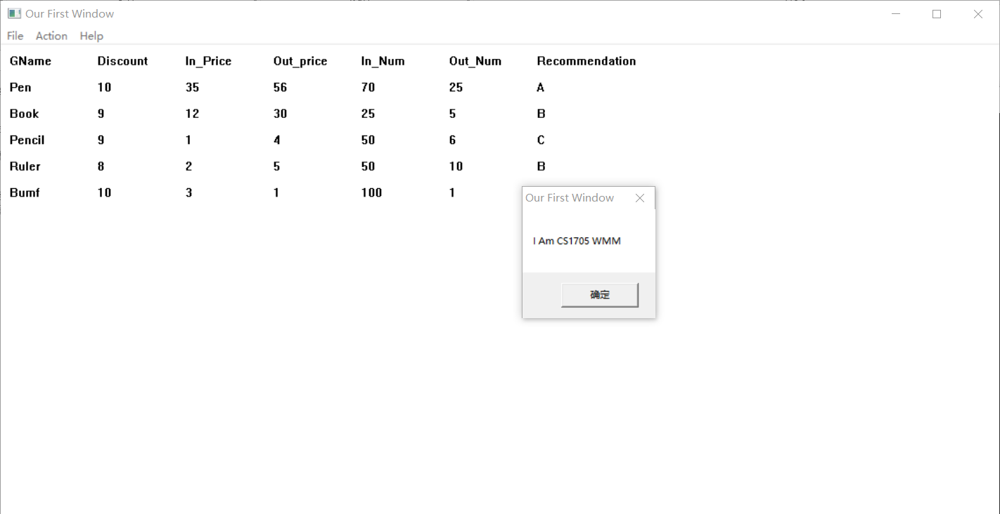 Our First Window
File Action Help
GName Discount In_Price Out_price In_Num Out_Num Recommendation
Pen 10 35 56 70 25 A
Book 9 12 30 25 5 B
Pencil 9 1 4 50 6 C
Ruler 8 2 5 50 10 B
Bumf 10 3 1 100 1
Our First Window
I Am CS1705 WMM
确定